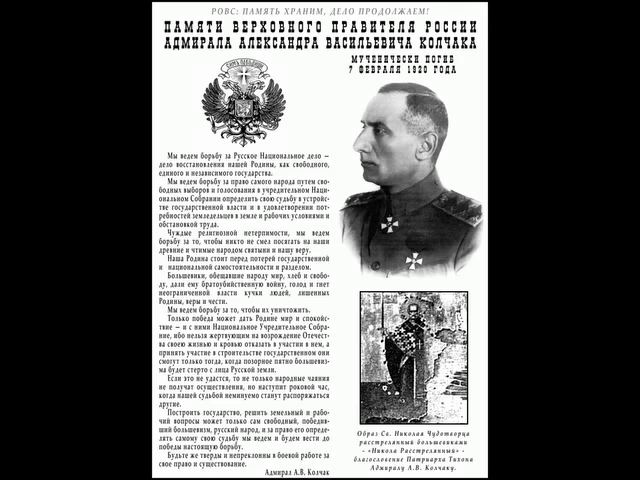 РОВС: ПАМЯТЬ ХРАНИМ, ДЕЛО ПРОДОЛЖАЕМ!
ПАМЯТИ ВЕРХОВНОГО ПРАВИТЕЛЯ РОССИИ
АДМИРАЛА АЛЕКСАНДРА ВАСИЛЬЕВИЧА КОЛЧАКА
МУЧЕНИЧЕСКИ ПОГИБ
7 ФЕВРАЛЯ 1920 ГОДА
Мы ведем борьбу за Русское Национальное дело –
дело восстановления нашей Родины, как свободного,
единого и независимого государства.
Мы ведем борьбу за право самого народа путем сво-
бодных выборов и голосования в учредительном Наци-
ональном Собрании определить свою судьбу в устройс-
тве государственной власти и в удовлетворении пот-
ребностей земледельцев в земле и рабочих условиями и
обстановкой труда.
Чуждые религиозной нетерпимости, мы ведем
борьбу за то, чтобы никто не смел посягать на наши
древние и чтимые народом святыни и нашу веру.
Наша Родина стоит перед потерей государственной
и национальной самостоятельности и разделом.
Большевики, обещавшие народу мир, хлеб и свобо-
ду, дали ему братоубийственную войну, голод и гнет
неограниченной власти кучки людей, лишенных
Родины, веры и чести.
Мы ведем борьбу за то, чтобы их уничтожить.
Только победа может дать Родине мир и спокойс-
твие – и с ними Национальное Учредительное Собра-
ние, ибо нельзя жертвующим на возрождение Отечест-
ва своею жизнью и кровью отказать в участии в нем, а
принять участие в строительстве государственном они
смогут только тогда, когда позорное пятно большевиз-
ма будет стерто с лица Русской земли.
Если это не удастся, то не только народные чаяния
не получат осуществления, но наступит роковой час,
когда нашей судьбой неминуемо станут распоряжаться
другие.
Построить государство, решить земельный и рабо-
чий вопросы может только сам свободный, победив-
ший большевизм, русский народ, и за право его опреде-
лять самому свою судьбу мы ведем и будем вести до
победы настоящую борьбу.
Будьте же тверды и непреклонны в боевой работе за
свое право и существование.
Адмирал А.В. Колчак
Образ Св. Николая Чудотворца
расстрелянный большевиками
- «Никола Расстрелянный» -
благословение Патриарха Тихона
Адмиралу А.В. Колчаку.